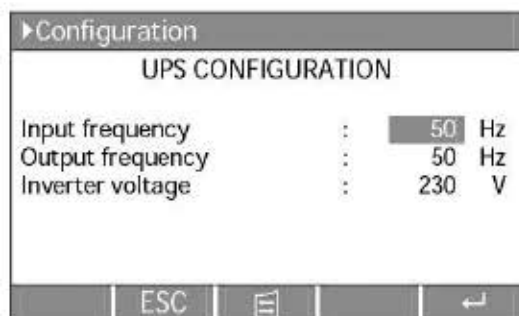 ▶Configuration
UPS CONFIGURATION
Input frequency : 50 Hz
Output frequency : 50 Hz
Inverter voltage : 230 V
ESC